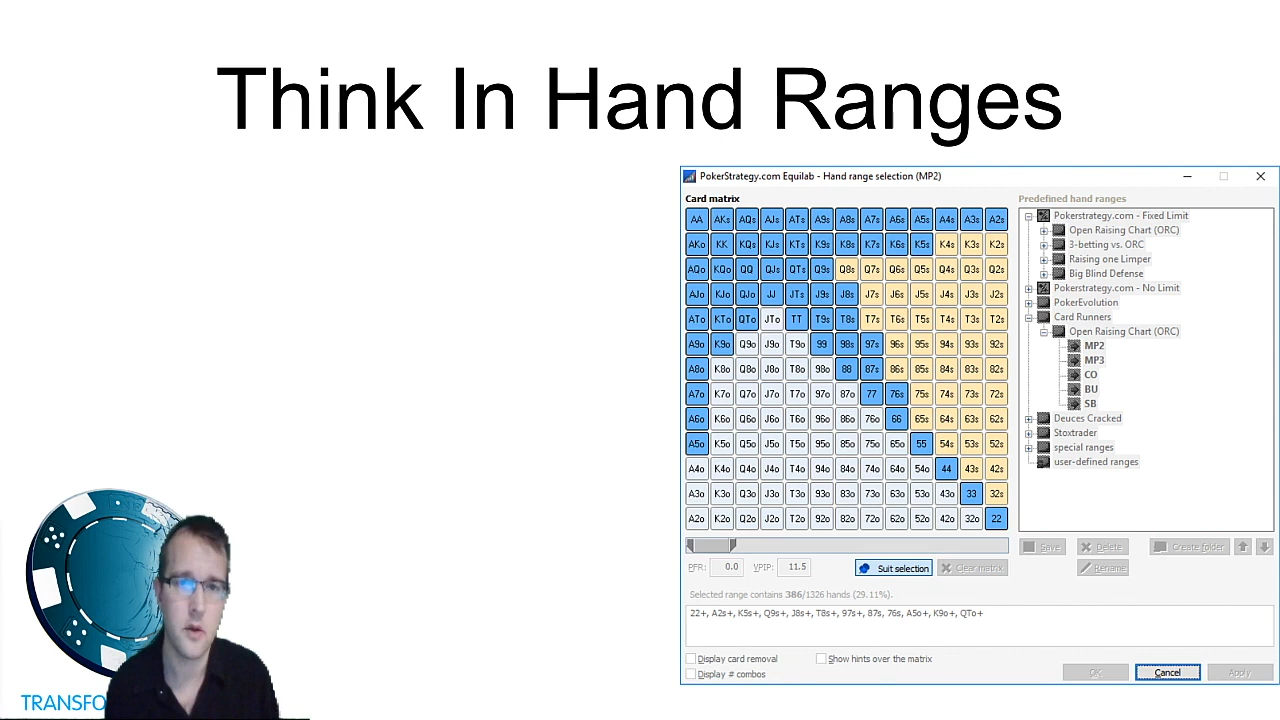 Think In Hand Ranges
PokerStrategy.com Equilab - Hand range selection (MP2)
Card matrix
Predefined hand ranges
AA AKs AQs AJs ATs A9s A8s A7s A6s A5s A4s A3s A2s
AKo KK KQs KJs KTs K9s K8s K7s K6s K5s K4s K3s K2s
AQo KQo QQ QJs QTs Q9s Q8s Q7s Q6s Q5s Q4s Q3s Q2s
AJo KJo QJo JJ JTs J9s J8s J7s J6s J5s J4s J3s J2s
ATo KTo QTo JTo TT T9s T8s T7s T6s T5s T4s T3s T2s
A9o K9o Q9o J9o T9o 99 98s 97s 96s 95s 94s 93s 92s
A8o K8o Q8o J8o T8o 98o 88 87s 86s 85s 84s 83s 82s
A7o K7o Q7o J7o T7o 97o 87o 77 76s 75s 74s 73s 72s
A6o K6o Q6o J6o T6o 96o 86o 76o 66 65s 64s 63s 62s
A5o K5o Q5o J5o T5o 95o 85o 75o 65o 55 54s 53s 52s
A4o K4o Q4o J4o T4o 94o 84o 74o 64o 54o 44 43s 42s
A3o K3o Q3o J3o T3o 93o 83o 73o 63o 53o 43o 33 32s
A2o K2o Q2o J2o T2o 92o 82o 72o 62o 52o 42o 32o 22
Pokerstrategy.com - Fixed Limit
Open Raising Chart (ORC)
3-betting vs. ORC
Raising one Limper
Big Blind Defense
Pokerstrategy.com - No Limit
PokerEvolution
Card Runners
Open Raising Chart (ORC)
MP2
MP3
CO
BU
SB
Deuces Cracked
Stoxtrader
special ranges
user-defined ranges
Save Delete Create folder
Rename
PFR: 0.0 VPIP: 11.5 Suit selection Clear matrix
Selected range contains 386/1326 hands (29.11%).
22+, A2s+, K5s+, Q9s+, J8s+, T8s+, 97s+, 87s, 76s, A5o+, K9o+, QTo+
Display card removal Show hints over the matrix
Display # combos
OK Cancel Apply
TRANSFO